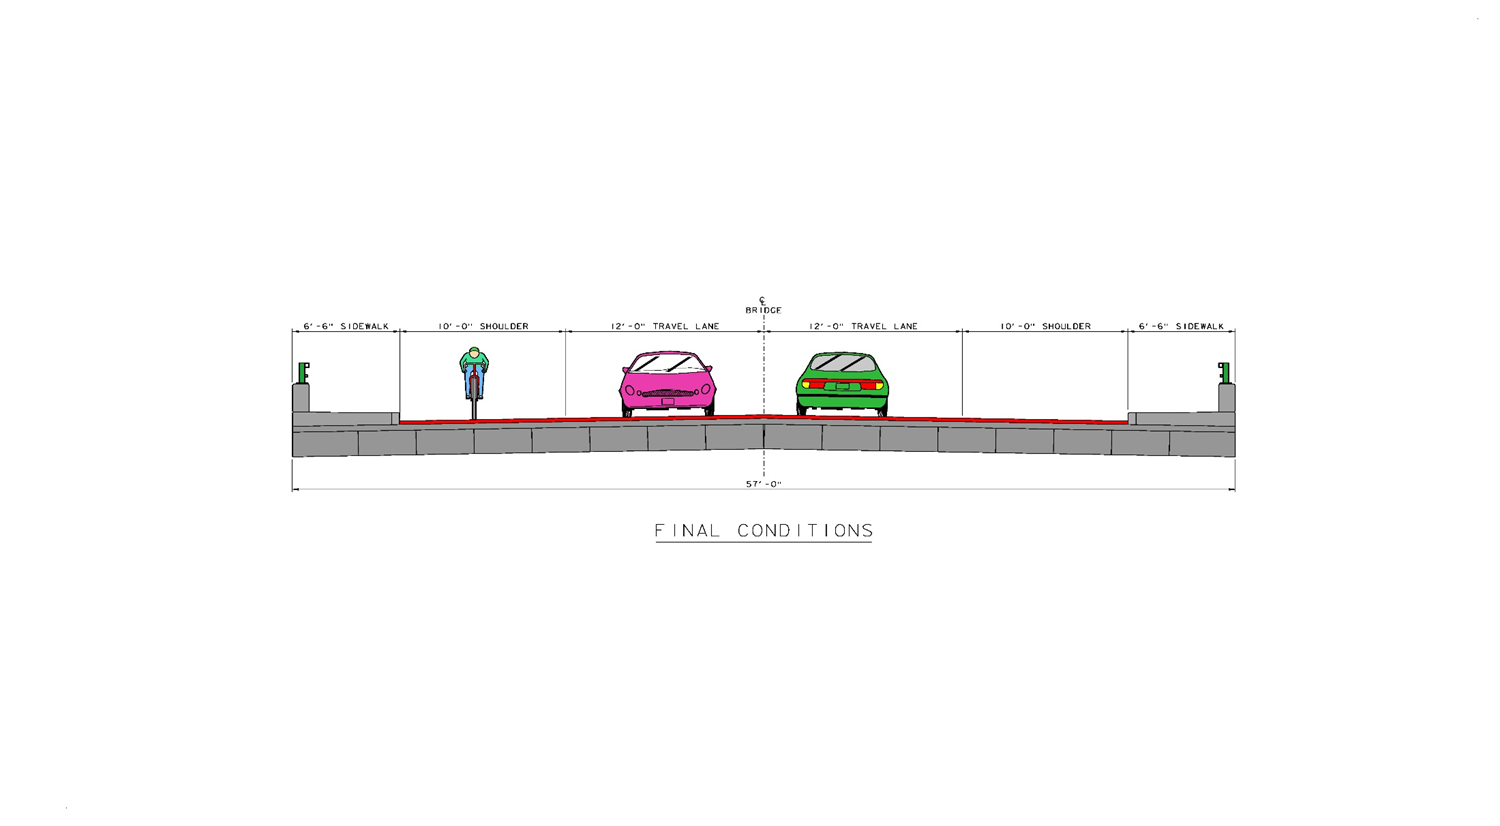 ℄
BRIDGE
6'-6" SIDEWALK 10'-0" SHOULDER 12'-0" TRAVEL LANE 12'-0" TRAVEL LANE 10'-0" SHOULDER 6'-6" SIDEWALK
57'-0"
FINAL CONDITIONS